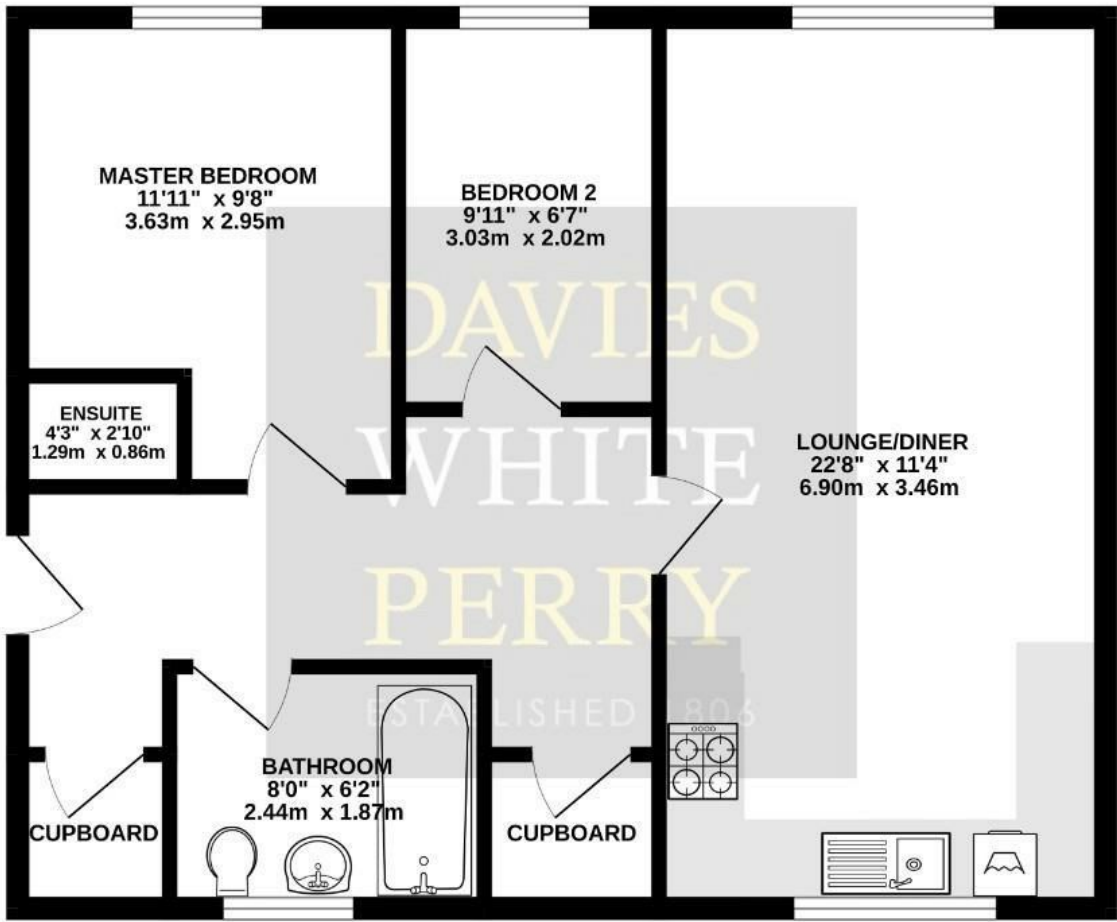 MASTER BEDROOM
11'11" x 9'8"
3.63m x 2.95m
BEDROOM 2
9'11" x 6'7"
3.03m x 2.02m
DAVIES
WHITE
PERRY
ESTABLISHED 1806
ENSUITE
4'3" x 2'10"
1.29m x 0.86m
LOUNGE/DINER
22'8" x 11'4"
6.90m x 3.46m
BATHROOM
8'0" x 6'2"
2.44m x 1.87m
CUPBOARD
CUPBOARD